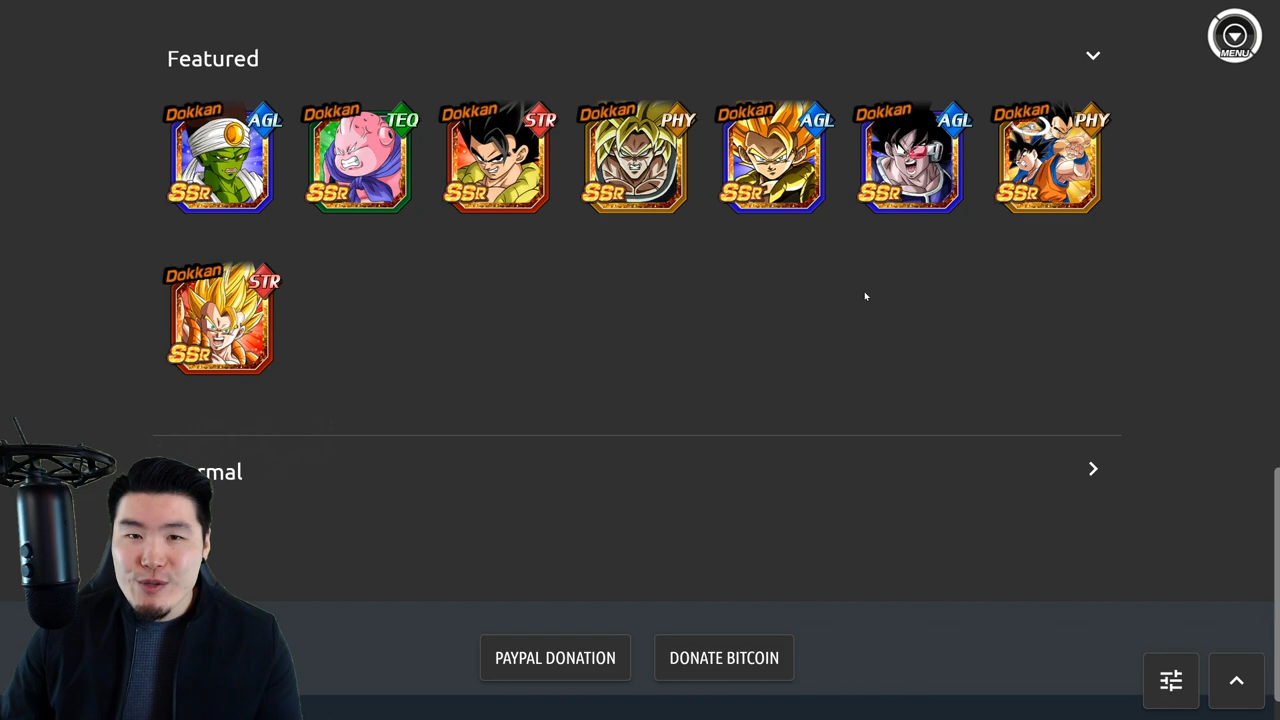 MENU
Featured
Dokkan AGL SSR
Dokkan TEQ SSR
Dokkan STR SSR
Dokkan PHY SSR
Dokkan AGL SSR
Dokkan AGL SSR
Dokkan PHY SSR
Dokkan STR SSR
rmal
PAYPAL DONATION
DONATE BITCOIN